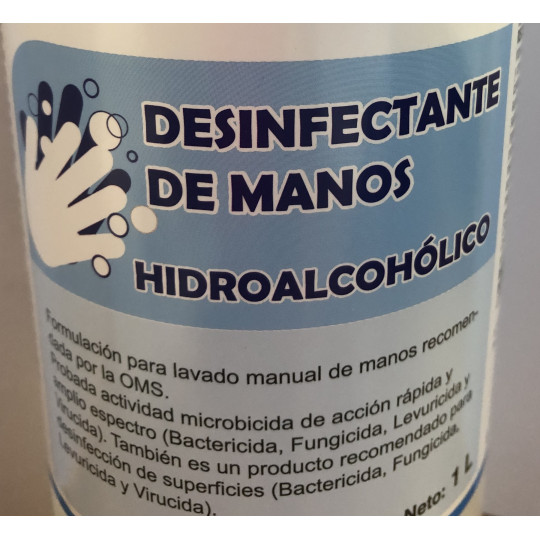 DESINFECTANTE
DE MANOS
HIDROALCOHÓLICO
Formulación para lavado manual de manos recomen-
dada por la OMS.
Probada actividad microbicida de acción rápida y
amplio espectro (Bactericida, Fungicida, Levuricida y
Virucida). También es un producto recomendado para
desinfección de superficies (Bactericida, Fungicida,
Levuricida y Virucida).
Neto: 1 L